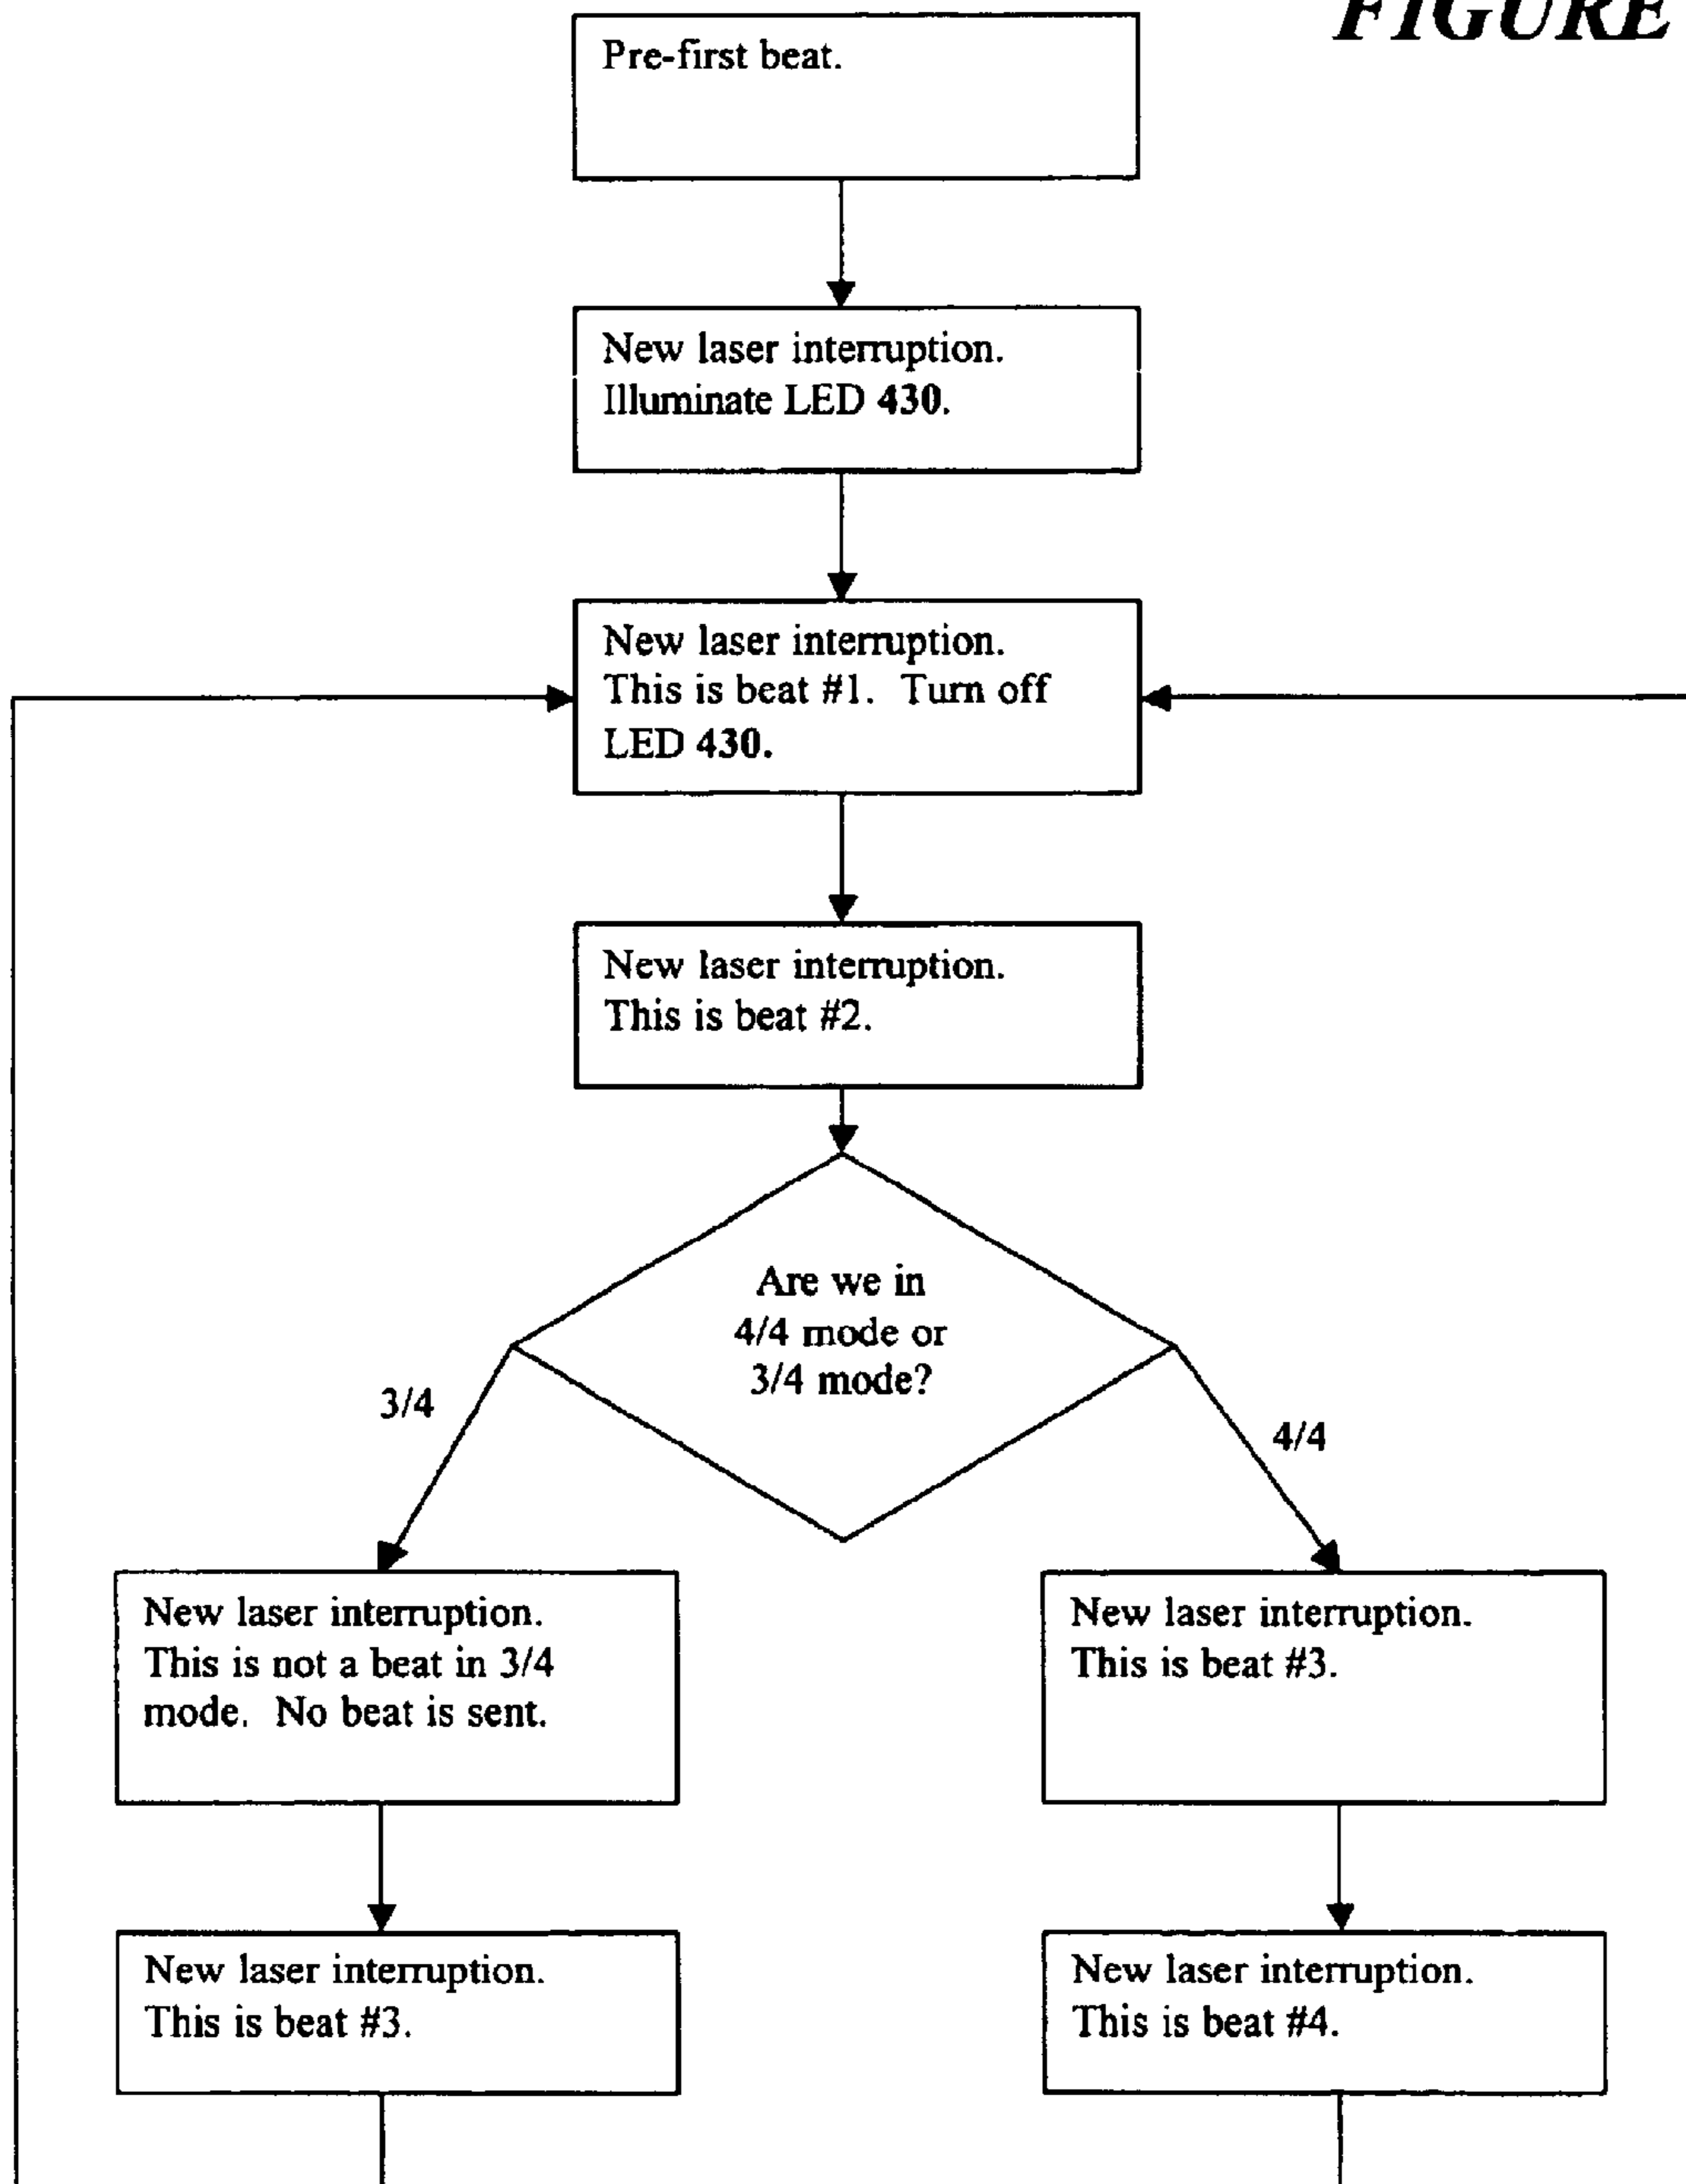 FIGURE
Pre-first beat.
New laser interruption.
Illuminate LED 430.
New laser interruption.
This is beat #1. Turn off
LED 430.
New laser interruption.
This is beat #2.
Are we in
4/4 mode or
3/4 mode?
3/4
4/4
New laser interruption.
This is not a beat in 3/4
mode. No beat is sent.
New laser interruption.
This is beat #3.
New laser interruption.
This is beat #3.
New laser interruption.
This is beat #4.